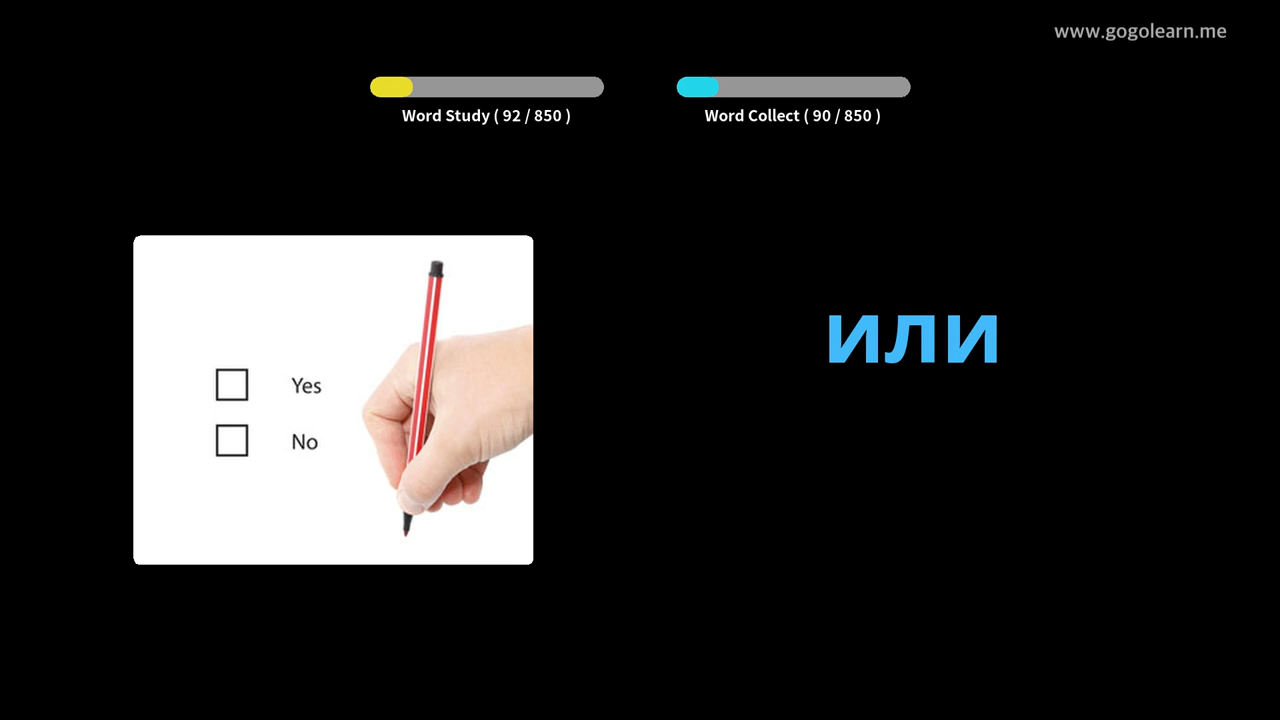 www.gogolearn.me
Word Study ( 92 / 850 )
Word Collect ( 90 / 850 )
Yes
No
или